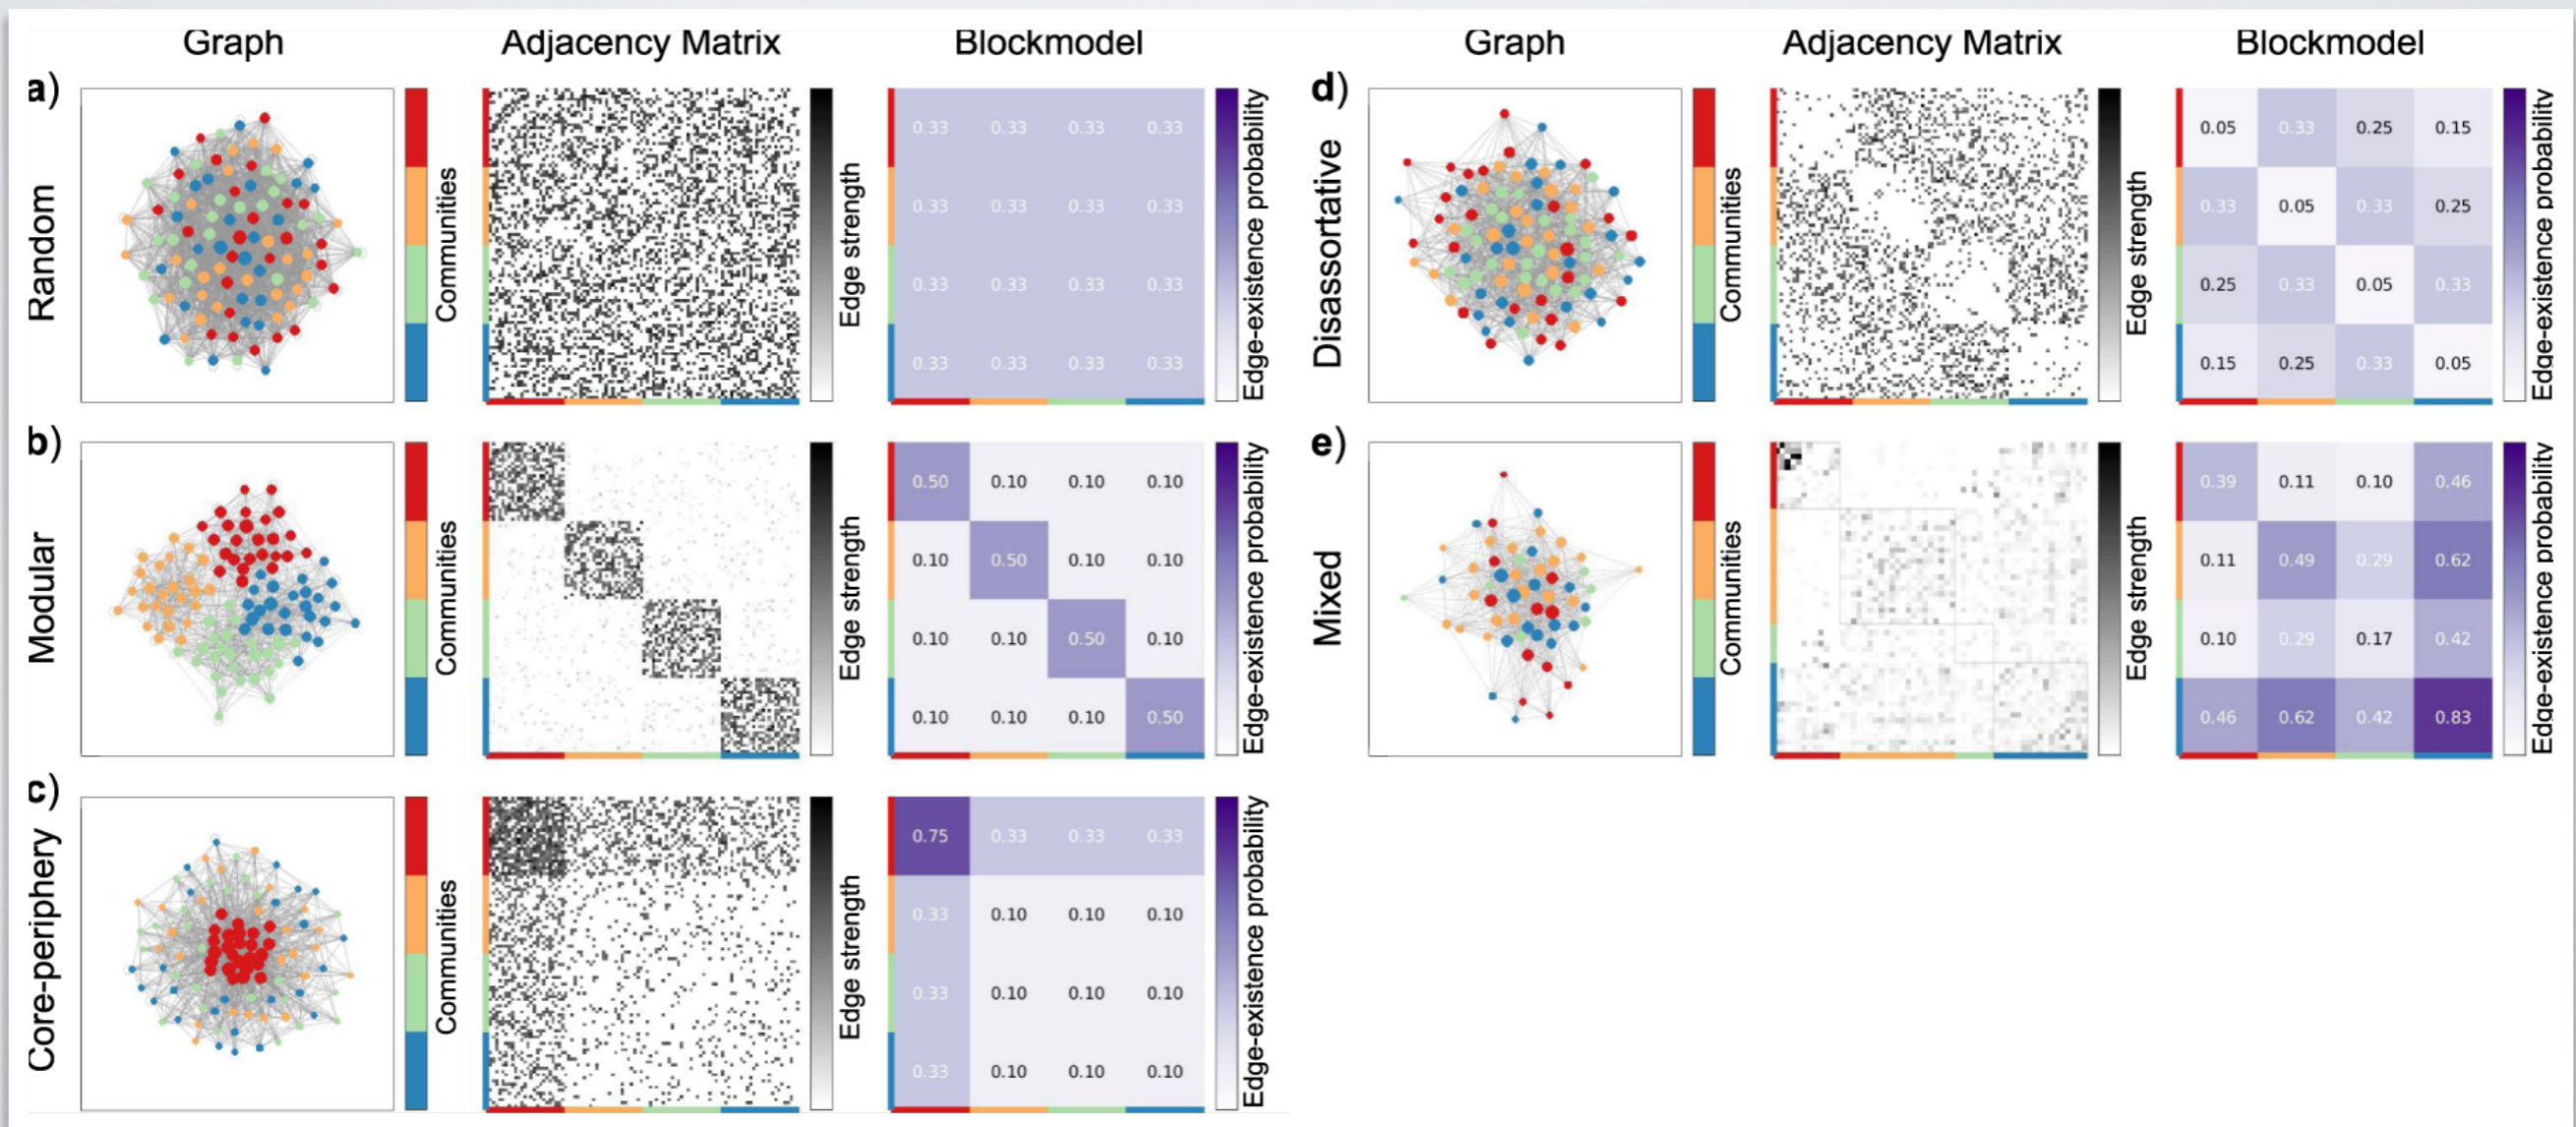 Graph Adjacency Matrix Blockmodel
a)
Random
Communities
Edge strength
0.33 0.33 0.33 0.33
0.33 0.33 0.33 0.33
0.33 0.33 0.33 0.33
0.33 0.33 0.33 0.33
Edge-existence probability
b)
Modular
Communities
Edge strength
0.50 0.10 0.10 0.10
0.10 0.50 0.10 0.10
0.10 0.10 0.50 0.10
0.10 0.10 0.10 0.50
Edge-existence probability
c)
Core-periphery
Communities
Edge strength
0.75 0.33 0.33 0.33
0.33 0.10 0.10 0.10
0.33 0.10 0.10 0.10
0.33 0.10 0.10 0.10
Edge-existence probability
Graph Adjacency Matrix Blockmodel
d)
Disassortative
Communities
Edge strength
0.05 0.33 0.25 0.15
0.33 0.05 0.33 0.25
0.25 0.33 0.05 0.33
0.15 0.25 0.33 0.05
Edge-existence probability
e)
Mixed
Communities
Edge strength
0.39 0.11 0.10 0.46
0.11 0.49 0.29 0.62
0.10 0.29 0.17 0.42
0.46 0.62 0.42 0.83
Edge-existence probability